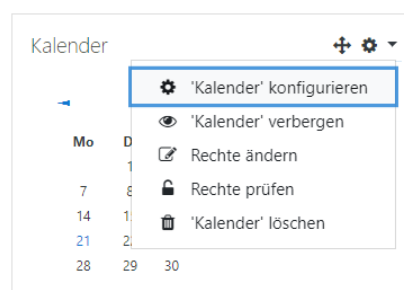 Kalender
'Kalender' konfigurieren
'Kalender' verbergen
Mo
Rechte ändern
7 Rechte prüfen
14 'Kalender' löschen
21
28 29 30